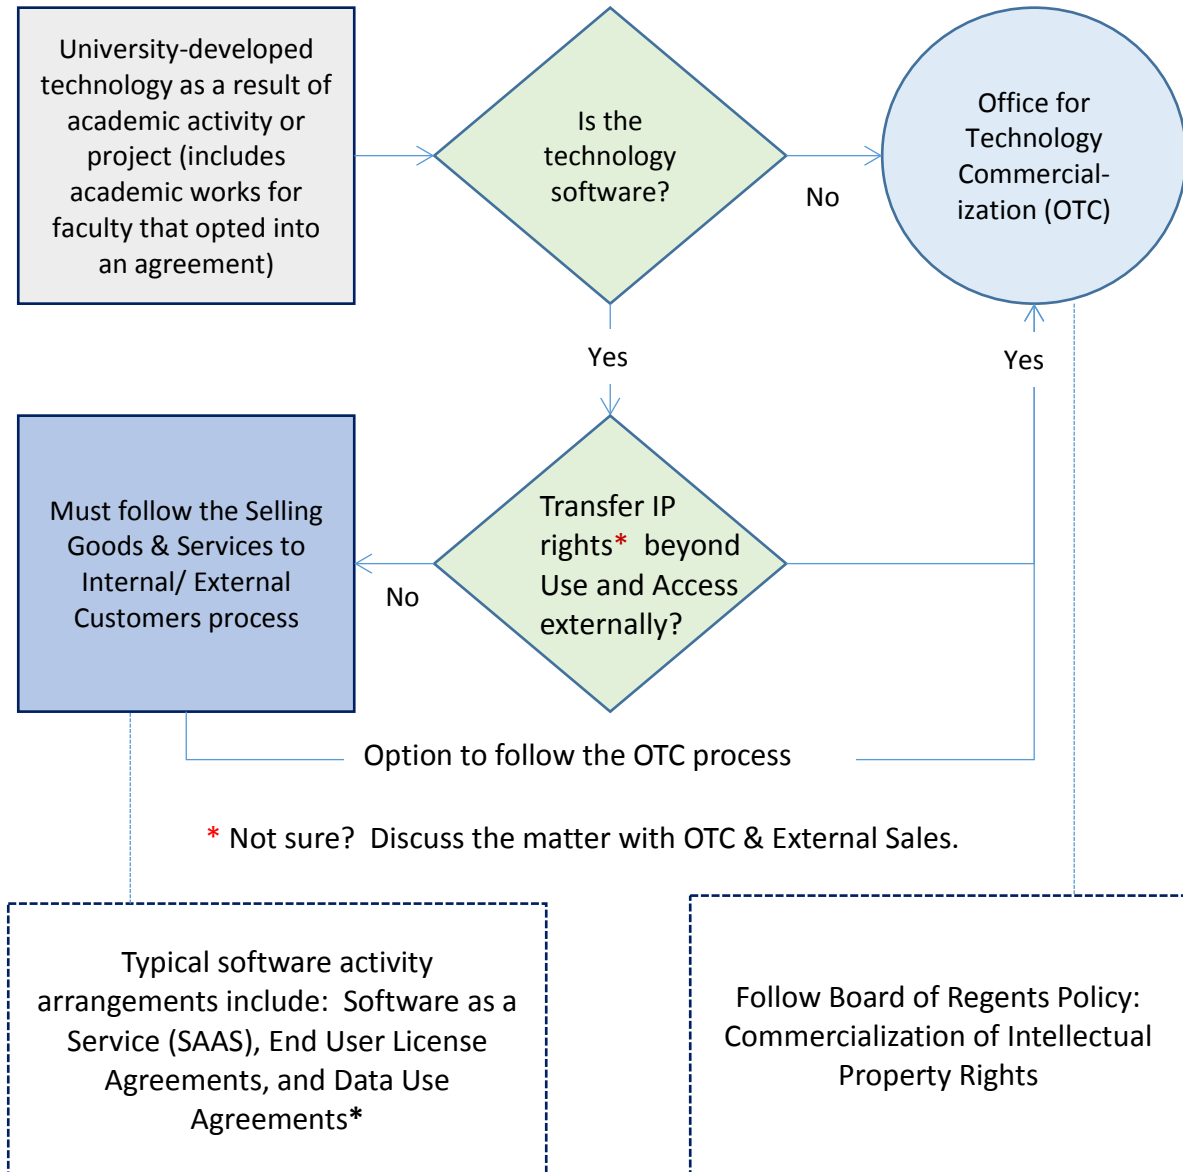 University-developed
technology as a result of
academic activity or
project (includes
academic works for
faculty that opted into
an agreement)
Is the
technology
software?
No
Office for
Technology
Commercial-
ization (OTC)
Yes
Yes
Must follow the Selling
Goods & Services to
Internal/ External
Customers process
No
Transfer IP
rights* beyond
Use and Access
externally?
Option to follow the OTC process
* Not sure? Discuss the matter with OTC & External Sales.
Typical software activity
arrangements include: Software as a
Service (SAAS), End User License
Agreements, and Data Use
Agreements*
Follow Board of Regents Policy:
Commercialization of Intellectual
Property Rights